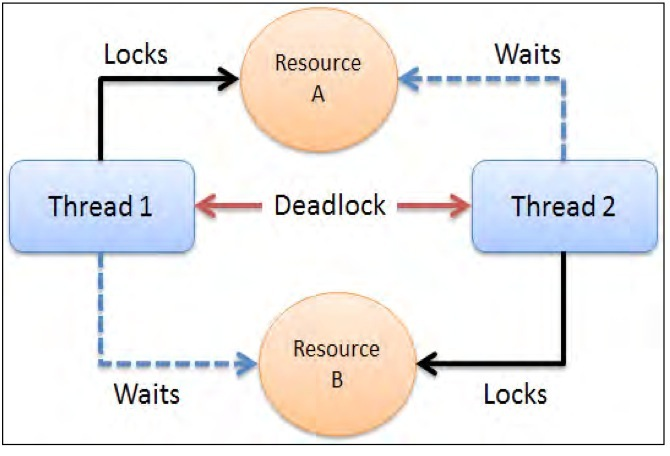 Locks
Resource
A
Waits
Thread 1
Deadlock
Thread 2
Resource
B
Waits
Locks